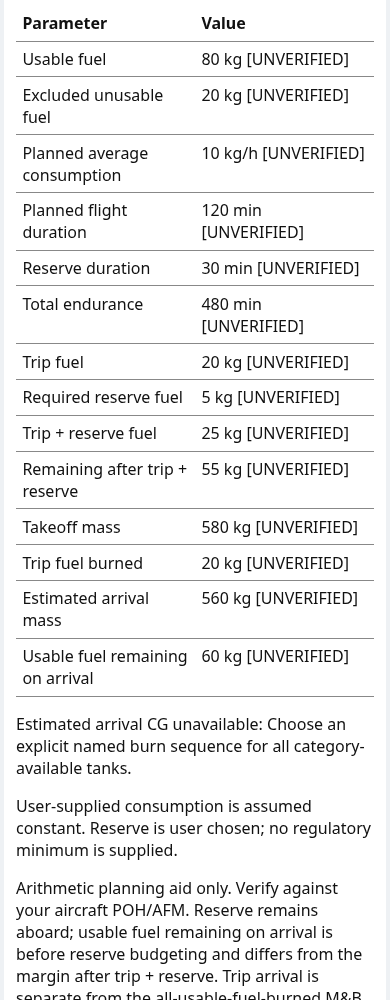 Parameter Value
Usable fuel 80 kg [UNVERIFIED]
Excluded unusable 20 kg [UNVERIFIED]
fuel
Planned average 10 kg/h [UNVERIFIED]
consumption
Planned flight 120 min
duration [UNVERIFIED]
Reserve duration 30 min [UNVERIFIED]
Total endurance 480 min
[UNVERIFIED]
Trip fuel 20 kg [UNVERIFIED]
Required reserve fuel 5 kg [UNVERIFIED]
Trip + reserve fuel 25 kg [UNVERIFIED]
Remaining after trip + 55 kg [UNVERIFIED]
reserve
Takeoff mass 580 kg [UNVERIFIED]
Trip fuel burned 20 kg [UNVERIFIED]
Estimated arrival 560 kg [UNVERIFIED]
mass
Usable fuel remaining 60 kg [UNVERIFIED]
on arrival
Estimated arrival CG unavailable: Choose an
explicit named burn sequence for all category-
available tanks.
User-supplied consumption is assumed
constant. Reserve is user chosen; no regulatory
minimum is supplied.
Arithmetic planning aid only. Verify against
your aircraft POH/AFM. Reserve remains
aboard; usable fuel remaining on arrival is
before reserve budgeting and differs from the
margin after trip + reserve. Trip arrival is
separate from the all-usable-fuel-burned M&B